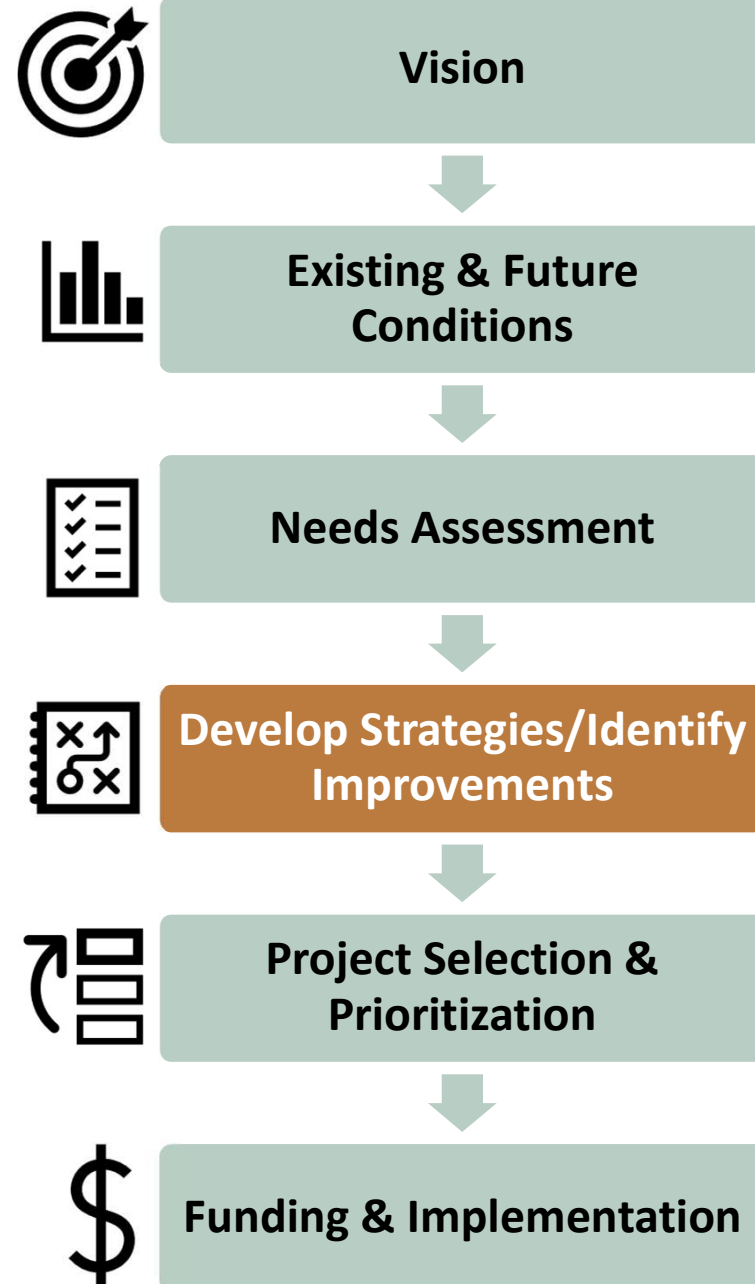 Vision
Existing & Future
Conditions
Needs Assessment
Develop Strategies/Identify
Improvements
Project Selection &
Prioritization
Funding & Implementation